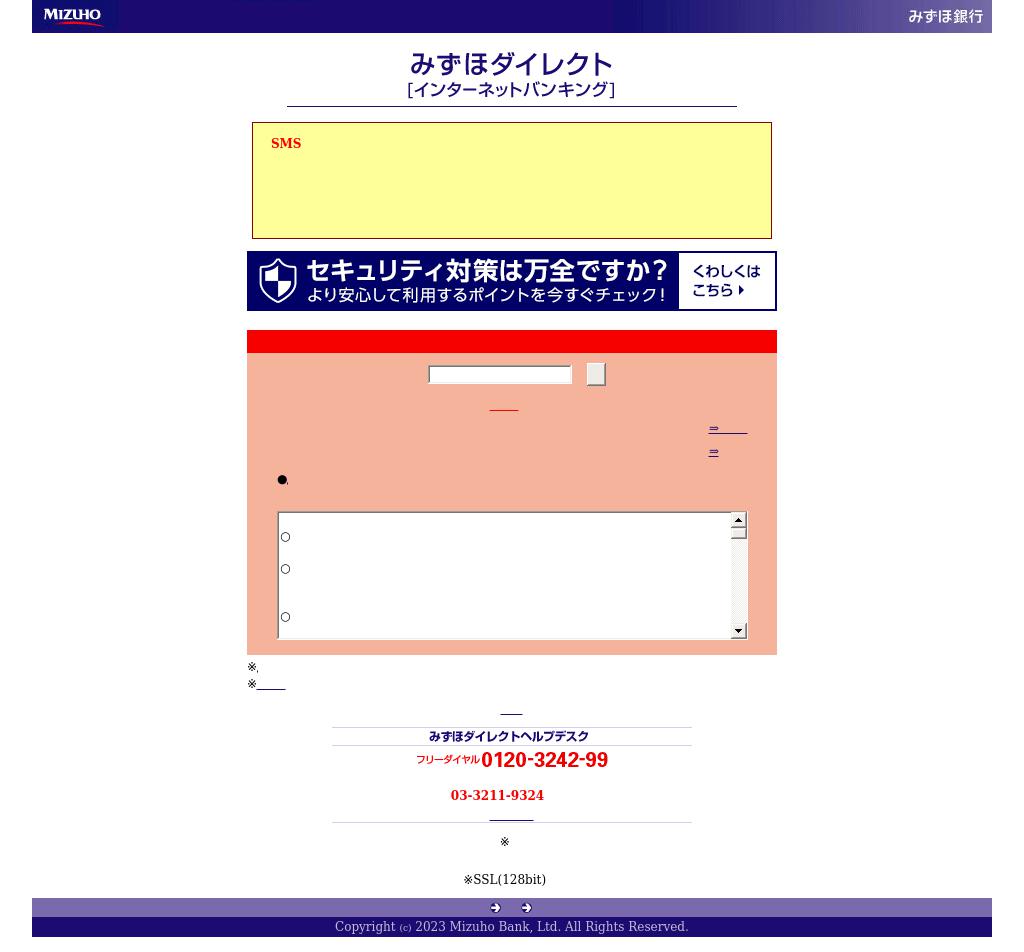 MIZUHO
みずほ銀行
みずほダイレクト
[インターネットバンキング]
SMS
セキュリティ対策は万全ですか?
より安心して利用するポイントを今すぐチェック!
くわしくは
こちら
⇒
⇒
●
○
○
○
※
※
みずほダイレクトヘルプデスク
フリーダイヤル0120-3242-99
03-3211-9324
※
※SSL(128bit)
Copyright (c) 2023 Mizuho Bank, Ltd. All Rights Reserved.